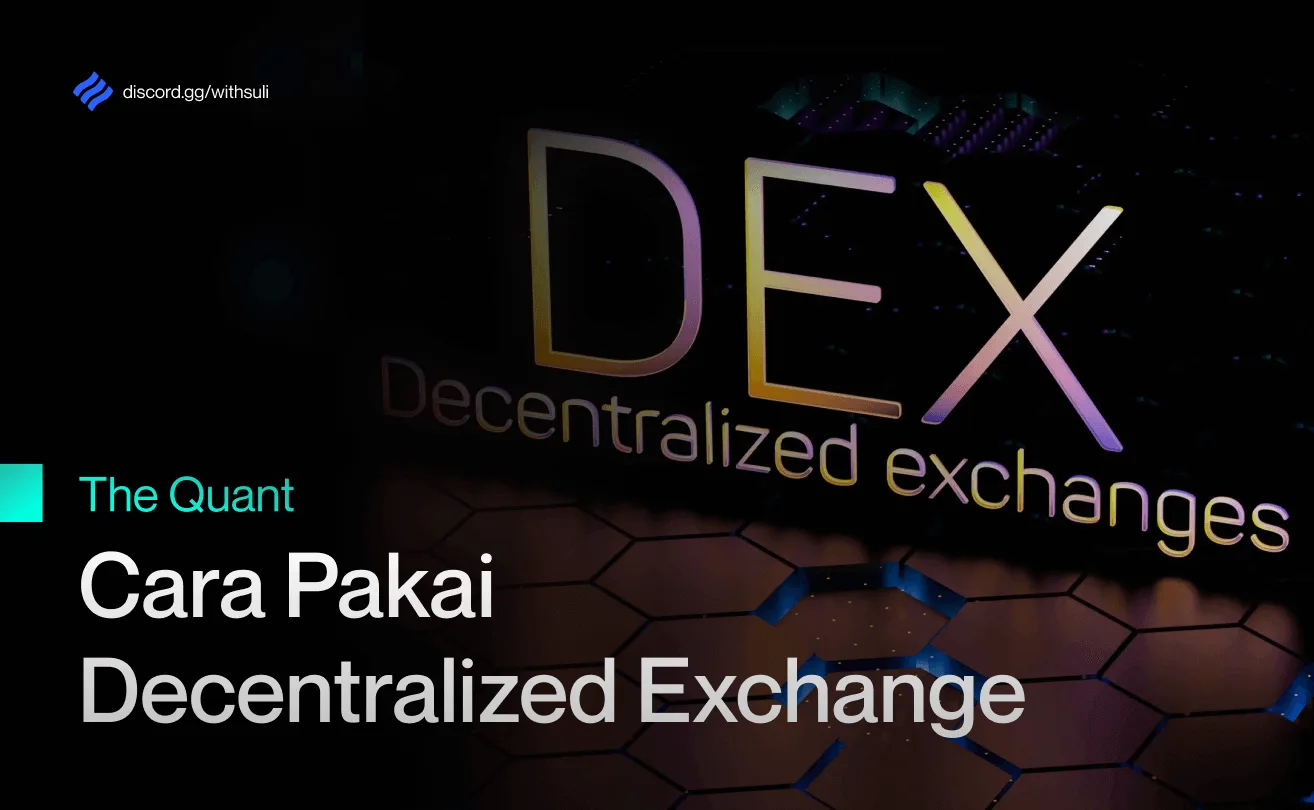 discord.gg/withsuli
DEX
Decentralized exchanges
The Quant
Cara Pakai
Decentralized Exchange